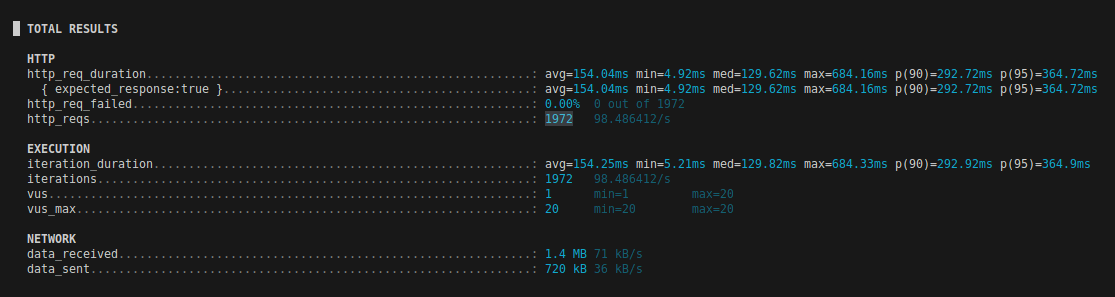 TOTAL RESULTS
HTTP
http_req_duration.......................................................: avg=154.04ms min=4.92ms med=129.62ms max=684.16ms p(90)=292.72ms p(95)=364.72ms
{ expected_response:true }............................................: avg=154.04ms min=4.92ms med=129.62ms max=684.16ms p(90)=292.72ms p(95)=364.72ms
http_req_failed.........................................................: 0.00% 0 out of 1972
http_reqs...............................................................: 1972 98.486412/s
EXECUTION
iteration_duration......................................................: avg=154.25ms min=5.21ms med=129.82ms max=684.33ms p(90)=292.92ms p(95)=364.9ms
iterations..............................................................: 1972 98.486412/s
vus.....................................................................: 1 min=1 max=20
vus_max.................................................................: 20 min=20 max=20
NETWORK
data_received...........................................................: 1.4 MB 71 kB/s
data_sent...............................................................: 720 kB 36 kB/s